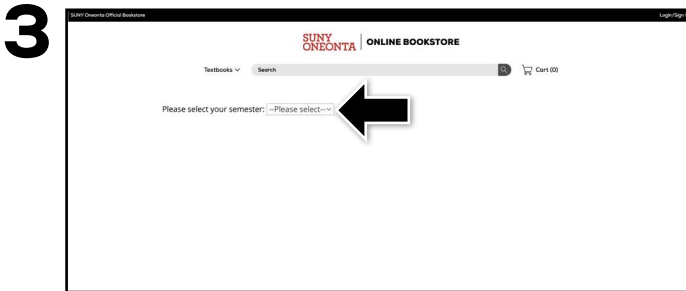 3
SUNY Oneonta Official Bookstore
Login/Sign
SUNY
ONEONTA
ONLINE BOOKSTORE
Textbooks
Search
Cart (0)
Please select your semester: --Please select--